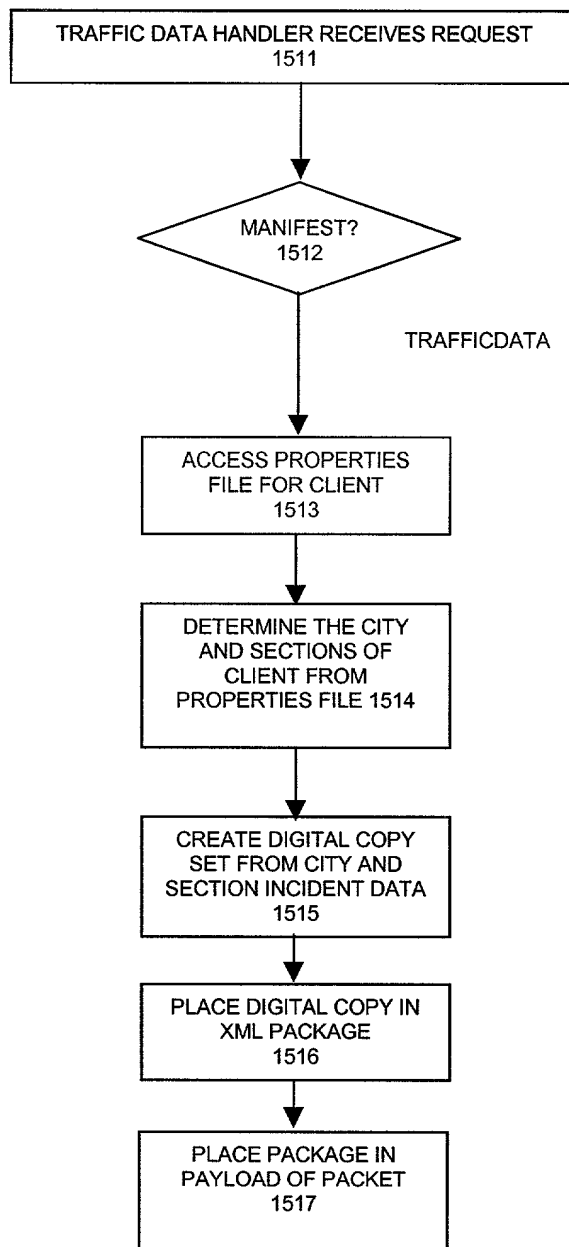 TRAFFIC DATA HANDLER RECEIVES REQUEST
1511
MANIFEST?
1512
TRAFFICDATA
ACCESS PROPERTIES
FILE FOR CLIENT
1513
DETERMINE THE CITY
AND SECTIONS OF
CLIENT FROM
PROPERTIES FILE 1514
CREATE DIGITAL COPY
SET FROM CITY AND
SECTION INCIDENT DATA
1515
PLACE DIGITAL COPY IN
XML PACKAGE
1516
PLACE PACKAGE IN
PAYLOAD OF PACKET
1517